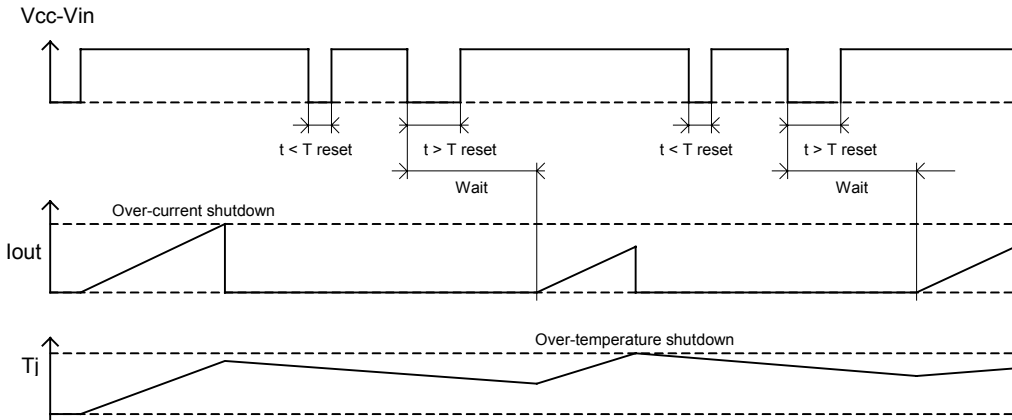 Vcc-Vin
t < T reset
t > T reset
t < T reset
t > T reset
Wait
Wait
Over-current shutdown
Iout
Over-temperature shutdown
Tj